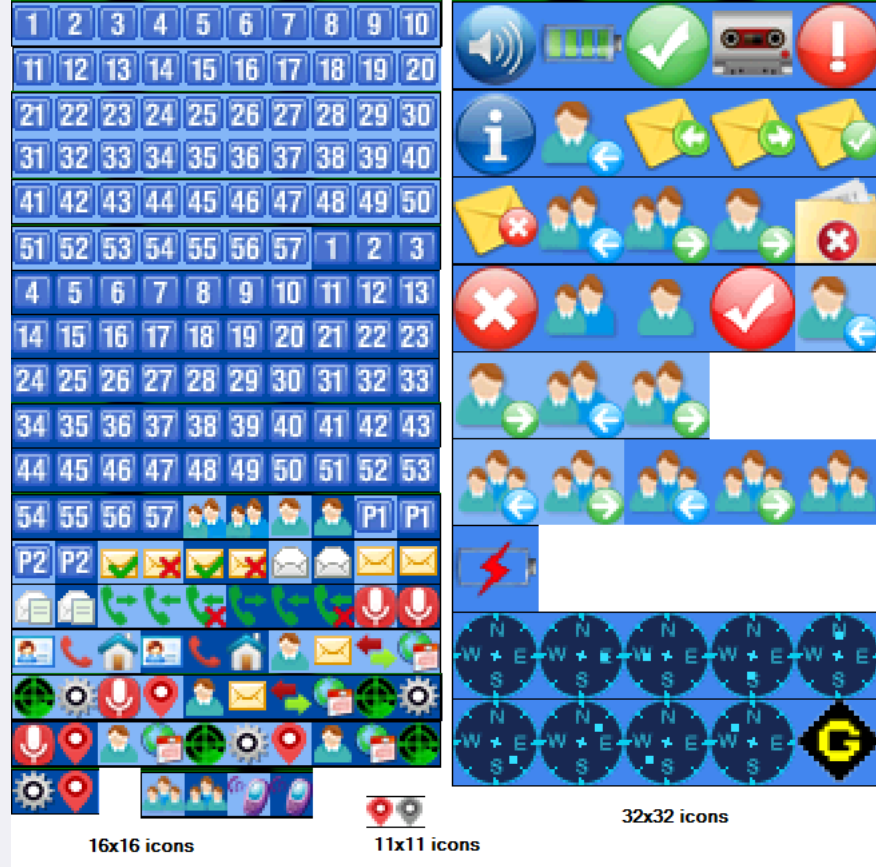 1 2 3 4 5 6 7 8 9 10
11 12 13 14 15 16 17 18 19 20
21 22 23 24 25 26 27 28 29 30
31 32 33 34 35 36 37 38 39 40
41 42 43 44 45 46 47 48 49 50
51 52 53 54 55 56 57 1 2 3
4 5 6 7 8 9 10 11 12 13
14 15 16 17 18 19 20 21 22 23
24 25 26 27 28 29 30 31 32 33
34 35 36 37 38 39 40 41 42 43
44 45 46 47 48 49 50 51 52 53
54 55 56 57 P1 P1
P2 P2
16x16 icons
11x11 icons
! 
i
N N N N N
W E W E W E W E W E
S S S S S
N N N N
W E W E W E W E G
S S S S
32x32 icons